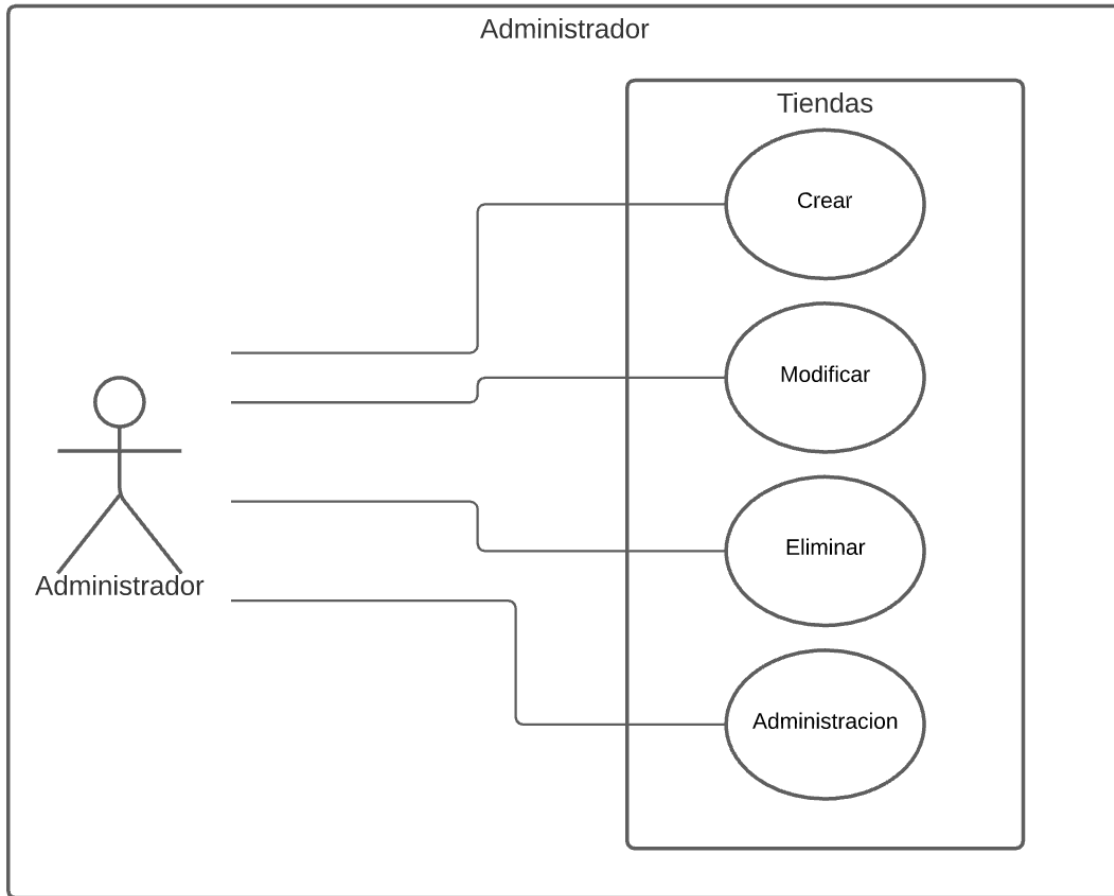 Administrador
Tiendas
Crear
Modificar
Eliminar
Administrador
Administracion